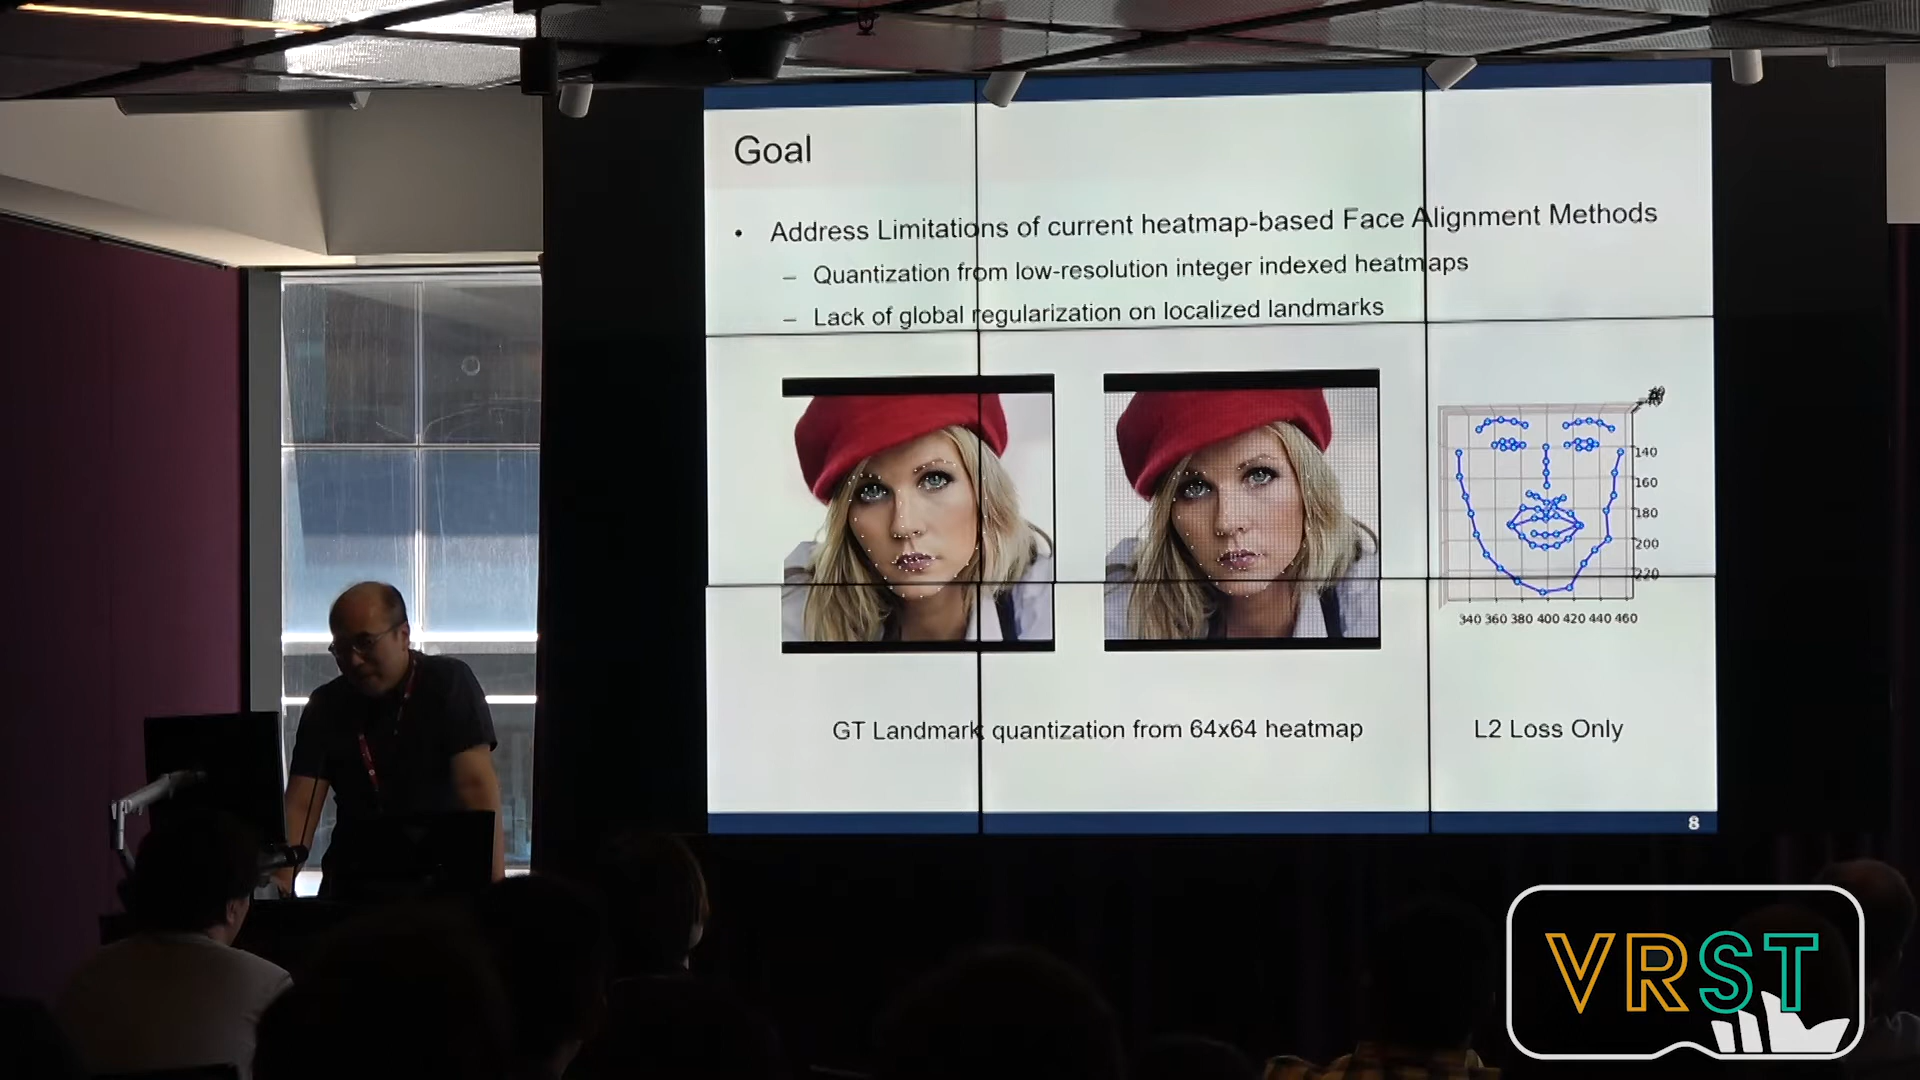 Goal
• Address Limitations of current heatmap-based Face Alignment Methods
– Quantization from low-resolution integer indexed heatmaps
– Lack of global regularization on localized landmarks
140
160
180
200
220
340 360 380 400 420 440 460
GT Landmark quantization from 64x64 heatmap
L2 Loss Only
8
VRST